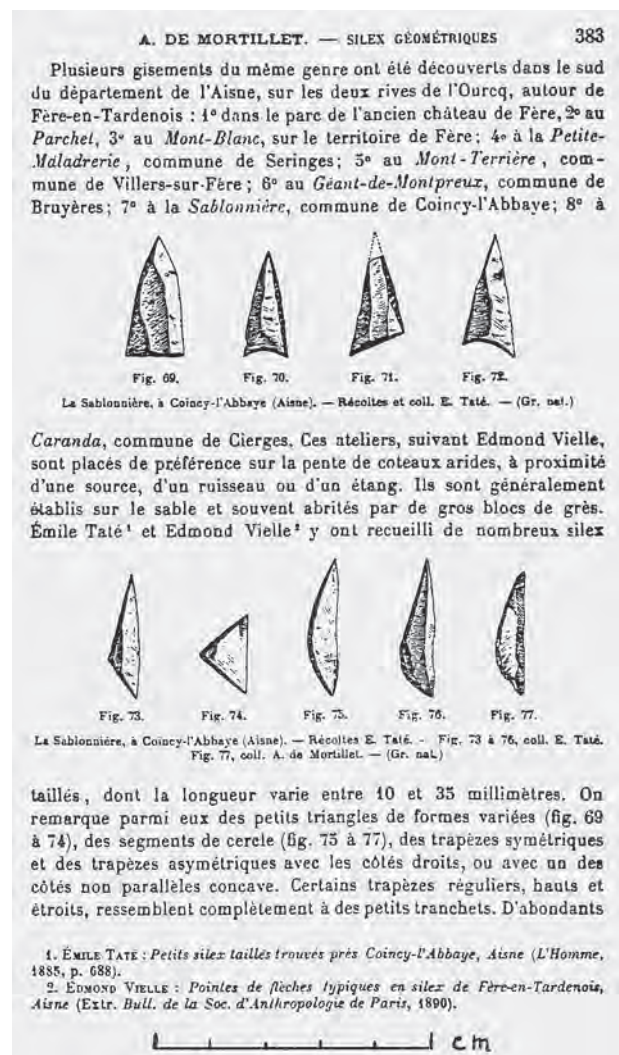 A. DE MORTILLET. — SILEX GÉOMÉTRIQUES 383
Plusieurs gisements du même genre ont été découverts dans le sud
du département de l'Aisne, sur les deux rives de l'Ourcq, autour de
Fère-en-Tardenois : 1° dans le parc de l'ancien château de Fère, 2° au
Parchet, 3° au Mont-Blanc, sur le territoire de Fère; 4° à la Petite-
Maladrerie, commune de Seringes; 5° au Mont-Terrière, com-
mune de Villers-sur-Fère; 6° au Géant-de-Montpreux, commune de
Bruyères; 7° à la Sablonnière, commune de Coincy-l'Abbaye; 8° à
Fig. 69. Fig. 70. Fig. 71. Fig. 72.
La Sablonnière, à Coincy-l'Abbaye (Aisne). — Récoltes et coll. E. Taté. — (Gr. nat.)
Caranda, commune de Cierges. Ces ateliers, suivant Edmond Vielle,
sont placés de préférence sur la pente de coteaux arides, à proximité
d'une source, d'un ruisseau ou d'un étang. Ils sont généralement
établis sur le sable et souvent abrités par de gros blocs de grès.
Émile Taté¹ et Edmond Vielle² y ont recueilli de nombreux silex
Fig. 73. Fig. 74. Fig. 75. Fig. 76. Fig. 77.
La Sablonnière, à Coincy-l'Abbaye (Aisne). — Récoltes E. Taté. - Fig. 73 à 76, coll. E. Taté.
Fig. 77, coll. A. de Mortillet. — (Gr. nat.)
taillés, dont la longueur varie entre 10 et 35 millimètres. On
remarque parmi eux des petits triangles de formes variées (fig. 69
à 74), des segments de cercle (fig. 75 à 77), des trapèzes symétriques
et des trapèzes asymétriques avec les côtés droits, ou avec un des
côtés non parallèles concave. Certains trapèzes réguliers, hauts et
étroits, ressemblent complètement à des petits tranchets. D'abondants
1. ÉMILE TATÉ : Petits silex taillés trouvés près Coincy-l'Abbaye, Aisne (L'Homme,
1885, p. 688).
2. EDMOND VIELLE : Pointes de flèches typiques en silex de Fère-en-Tardenois,
Aisne (Extr. Bull. de la Soc. d'Anthropologie de Paris, 1890).
cm